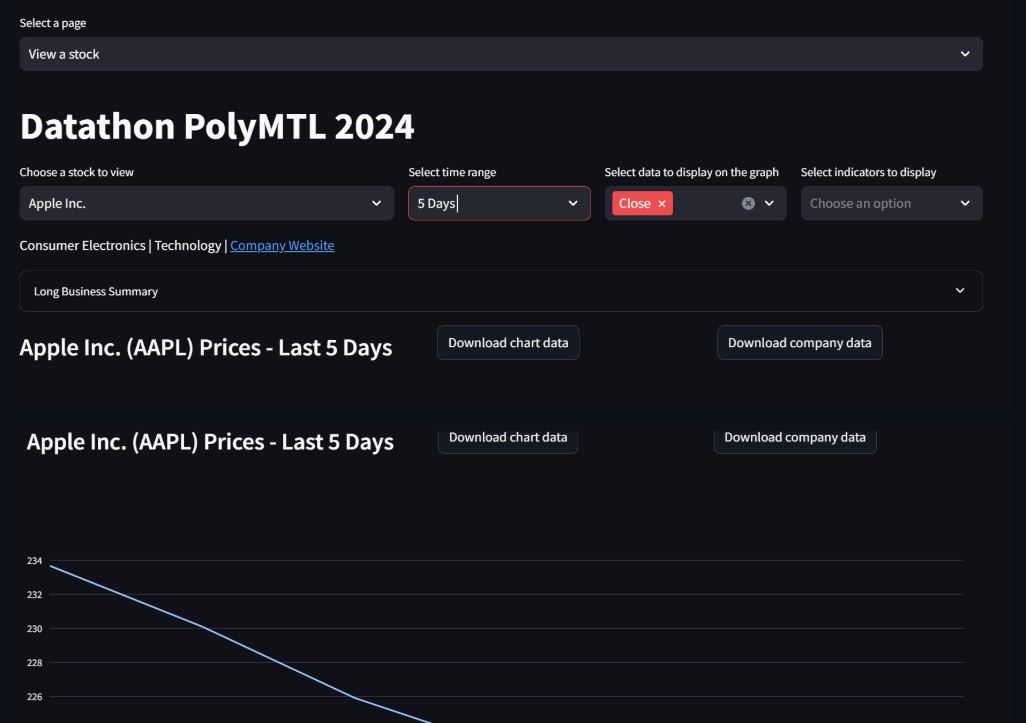 Select a page
View a stock
Datathon PolyMTL 2024
Choose a stock to view
Select time range
Select data to display on the graph
Select indicators to display
Apple Inc.
5 Days
Close ×
Choose an option
Consumer Electronics | Technology | Company Website
Long Business Summary
Apple Inc. (AAPL) Prices - Last 5 Days
Download chart data
Download company data
Apple Inc. (AAPL) Prices - Last 5 Days
Download chart data
Download company data
234
232
230
228
226